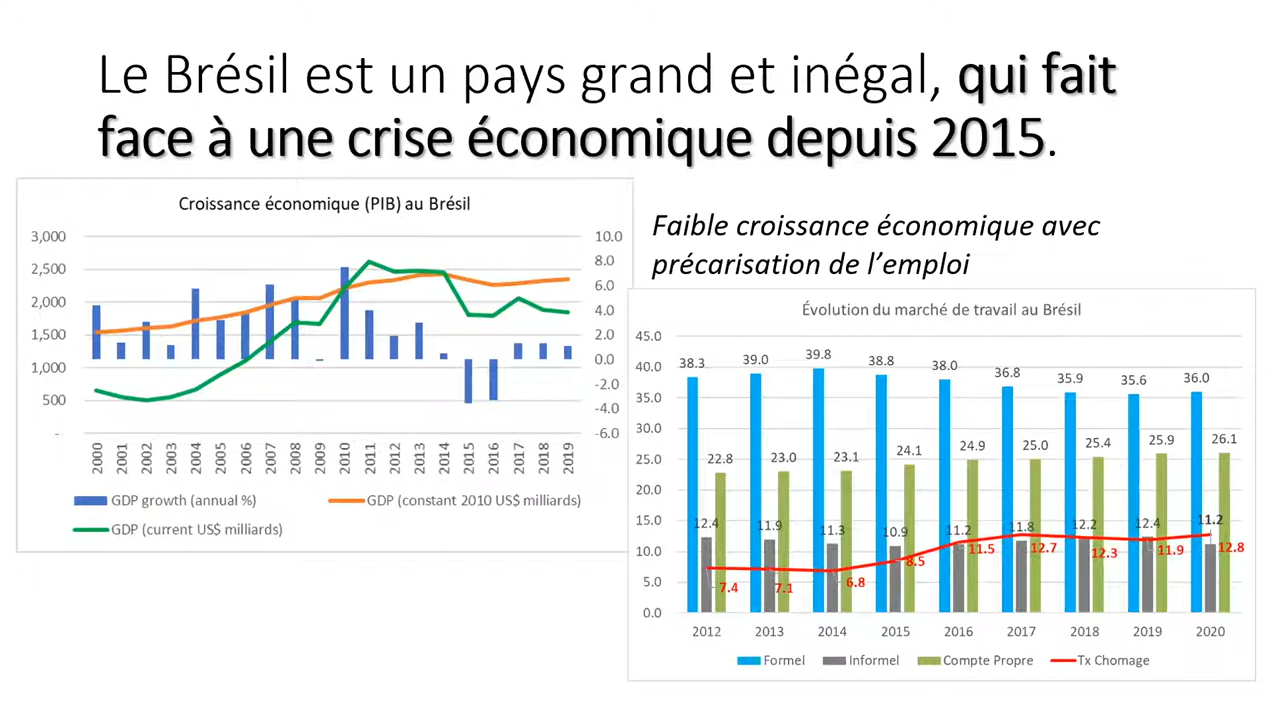 Le Brésil est un pays grand et inégal, qui fait
face à une crise économique depuis 2015.
Croissance économique (PIB) au Brésil
3,000
2,500
2,000
1,500
1,000
500
-
10.0
8.0
6.0
4.0
2.0
0.0
-2.0
-4.0
-6.0
2000 2001 2002 2003 2004 2005 2006 2007 2008 2009 2010 2011 2012 2013 2014 2015 2016 2017 2018 2019
GDP growth (annual %) GDP (constant 2010 US$ milliards)
GDP (current US$ milliards)
Faible croissance économique avec
précarisation de l’emploi
Évolution du marché de travail au Brésil
45.0
40.0
35.0
30.0
25.0
20.0
15.0
10.0
5.0
0.0
38.3 39.0 39.8 38.8 38.0 36.8 35.9 35.6 36.0
22.8 23.0 23.1 24.1 24.9 25.0 25.4 25.9 26.1
12.4 11.9 11.3 10.9 11.2 11.8 12.2 12.4 11.2
7.4 7.1 6.8 8.5 11.5 12.7 12.3 11.9 12.8
2012 2013 2014 2015 2016 2017 2018 2019 2020
Formel Informel Compte Propre Tx Chomage